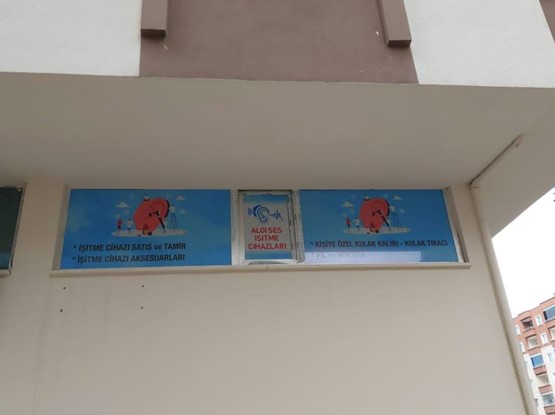 • İŞİTME CİHAZI SATIŞ ve TAMİR
• İŞİTME CİHAZI AKSESUARLARI
ALGI SES
İŞİTME
CİHAZLARI
• KİŞİYE ÖZEL KULAK KALIBI - KULAK TIKACI